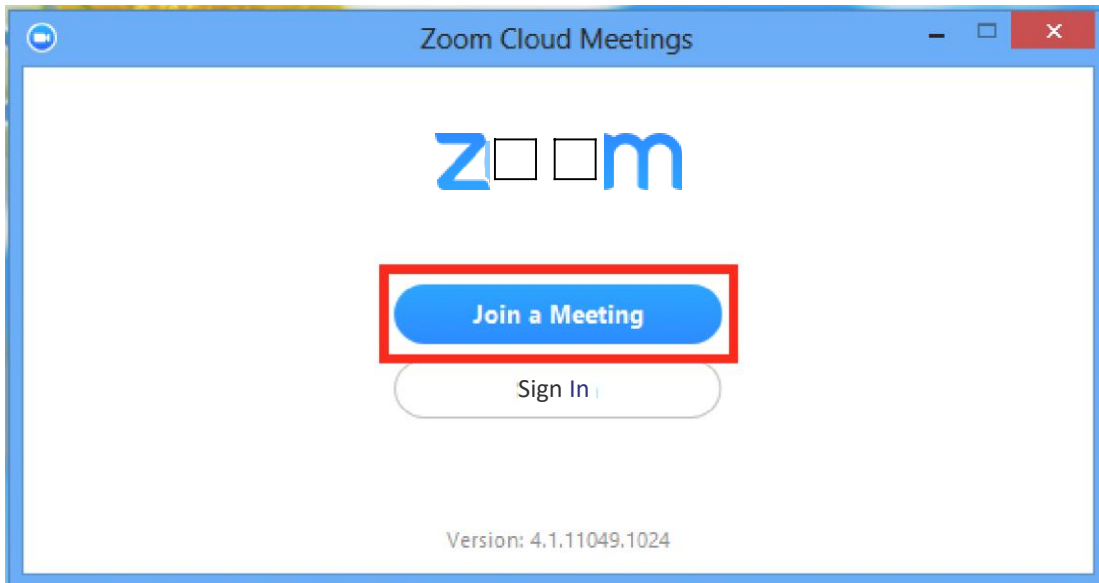 Zoom Cloud Meetings
z□□m
Join a Meeting
Sign In
Version: 4.1.11049.1024